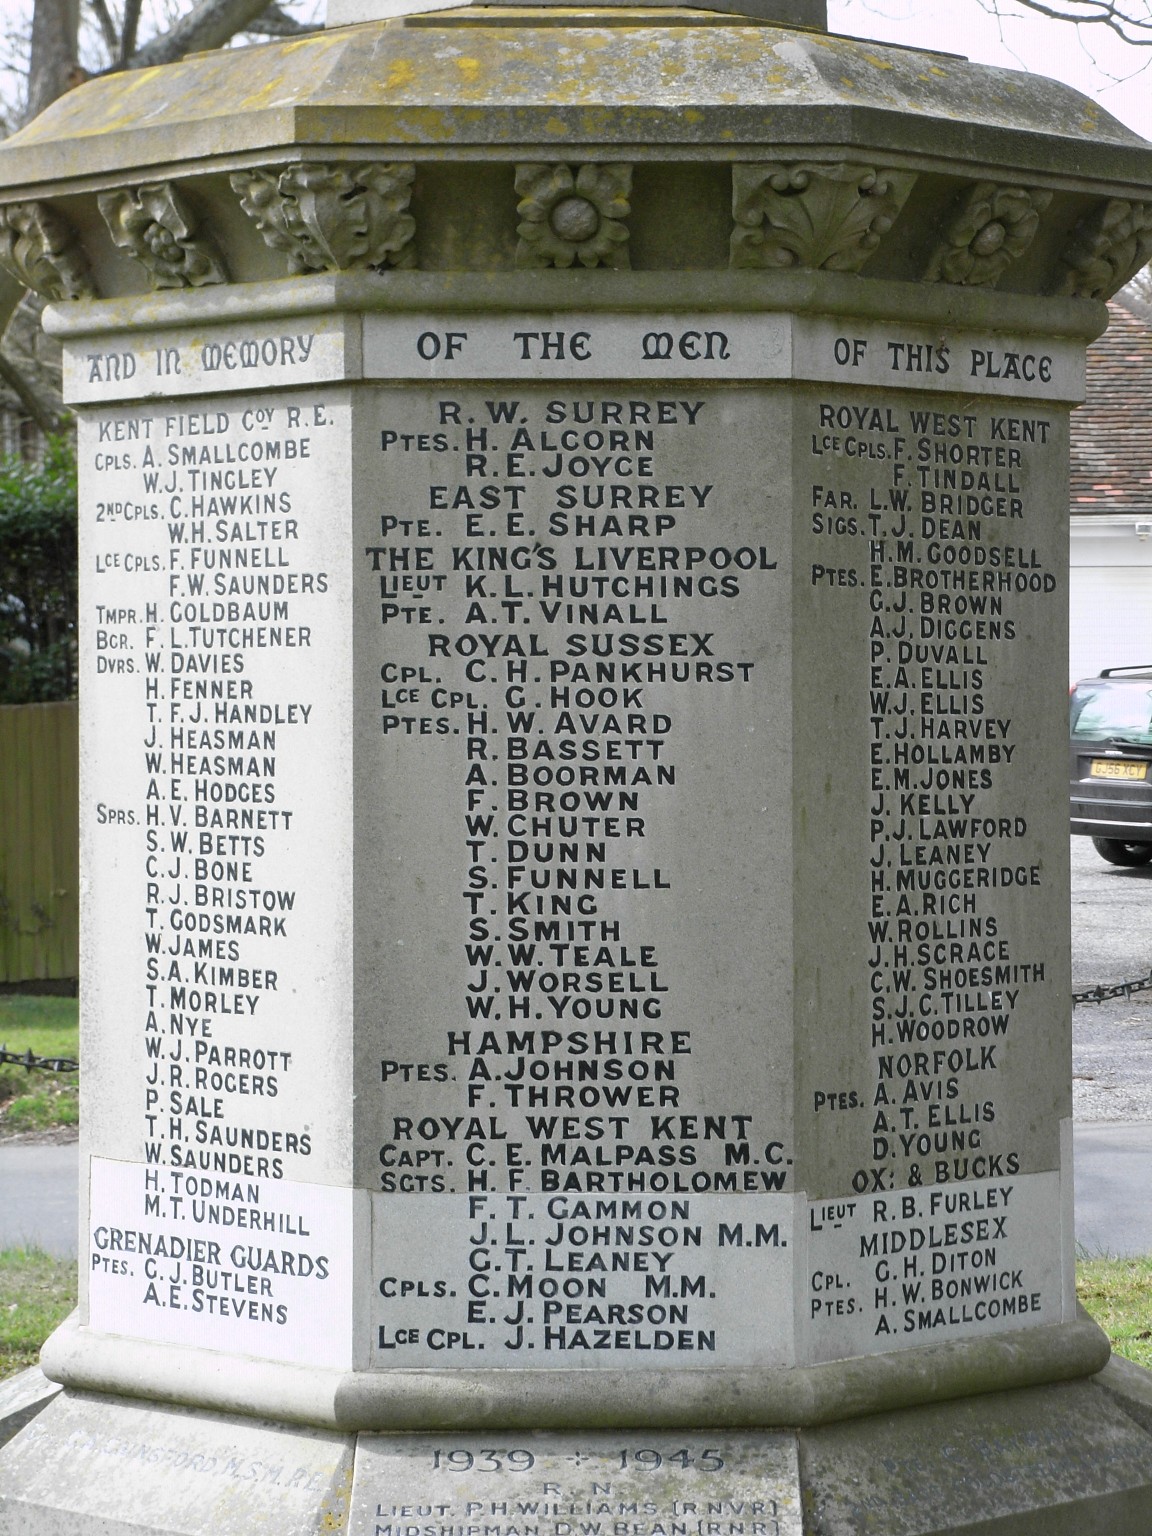 AND IN MEMORY
KENT FIELD COY R.E.
CPLS. A. SMALLCOMBE
W.J. TINGLEY
2ND CPLS. C. HAWKINS
W.H. SALTER
LCE CPLS. F. FUNNELL
F.W. SAUNDERS
TMPR. H. GOLDBAUM
BGR. F.L. TUTCHENER
DVRS. W. DAVIES
H. FENNER
T.F.J. HANDLEY
J. HEASMAN
W. HEASMAN
A.E. HODGES
SPRS. H.V. BARNETT
S.W. BETTS
C.J. BONE
R.J. BRISTOW
T. GODSMARK
W. JAMES
S.A. KIMBER
T. MORLEY
A. NYE
W.J. PARROTT
J.R. ROGERS
P. SALE
T.H. SAUNDERS
W. SAUNDERS
H. TODMAN
M.T. UNDERHILL
GRENADIER GUARDS
PTES. C.J. BUTLER
A.E. STEVENS
OF THE MEN
R.W. SURREY
PTES. H. ALCORN
R.E. JOYCE
EAST SURREY
PTE. E.E. SHARP
THE KING'S LIVERPOOL
LIEUT K.L. HUTCHINGS
PTE. A.T. VINALL
ROYAL SUSSEX
CPL. C.H. PANKHURST
LCE CPL. G. HOOK
PTES. H.W. AVARD
R. BASSETT
A. BOORMAN
F. BROWN
W. CHUTER
T. DUNN
S. FUNNELL
T. KING
S. SMITH
W.W. TEALE
J. WORSELL
W.H. YOUNG
HAMPSHIRE
PTES. A. JOHNSON
F. THROWER
ROYAL WEST KENT
CAPT. C.E. MALPASS M.C.
SGTS. H.F. BARTHOLOMEW
F.T. GAMMON
J.L. JOHNSON M.M.
G.T. LEANEY
CPLS. C. MOON M.M.
E.J. PEARSON
LCE CPL. J. HAZELDEN
OF THIS PLACE
ROYAL WEST KENT
LCE CPLS. F. SHORTER
F. TINDALL
FAR. L.W. BRIDGER
SIGS. T.J. DEAN
H.M. GOODSELL
PTES. E. BROTHERHOOD
G.J. BROWN
A.J. DIGGENS
P. DUVALL
E.A. ELLIS
W.J. ELLIS
T.J. HARVEY
E. HOLLAMBY
E.M. JONES
J. KELLY
P.J. LAWFORD
J. LEANEY
H. MUGGERIDGE
E.A. RICH
W. ROLLINS
J.H. SCRACE
C.W. SHOESMITH
S.J.C. TILLEY
H. WOODROW
NORFOLK
PTES. A. AVIS
A.T. ELLIS
D. YOUNG
OX: & BUCKS
LIEUT R.B. FURLEY
MIDDLESEX
CPL. G.H. DITON
PTES. H.W. BONWICK
A. SMALLCOMBE
1939 + 1945
R.N.
LIEUT. P.H. WILLIAMS (R.N.V.R)
MIDSHIPMAN D.W. BEAN (R.N.R)
GJ56 XCY